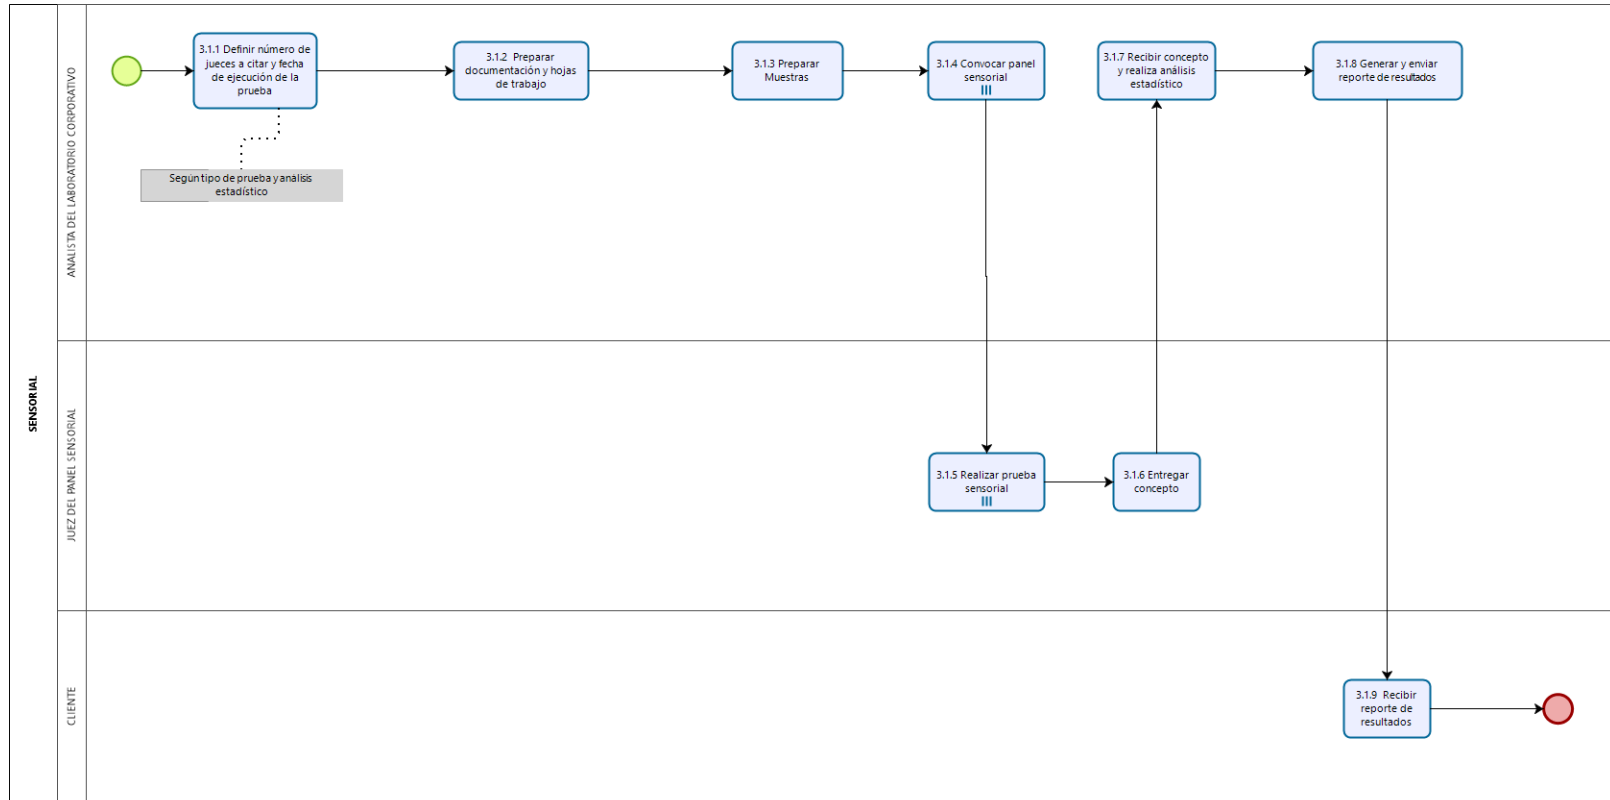 SENSORIAL
ANALISTA DEL LABORATORIO CORPORATIVO
3.1.1 Definir número de
jueces a citar y fecha
de ejecución de la
prueba
Según tipo de prueba y análisis
estadístico
3.1.2 Preparar
documentación y hojas
de trabajo
3.1.3 Preparar
Muestras
3.1.4 Convocar panel
sensorial
3.1.7 Recibir concepto
y realiza análisis
estadístico
3.1.8 Generar y enviar
reporte de resultados
JUEZ DEL PANEL SENSORIAL
3.1.5 Realizar prueba
sensorial
3.1.6 Entregar
concepto
CLIENTE
3.1.9 Recibir
reporte de
resultados